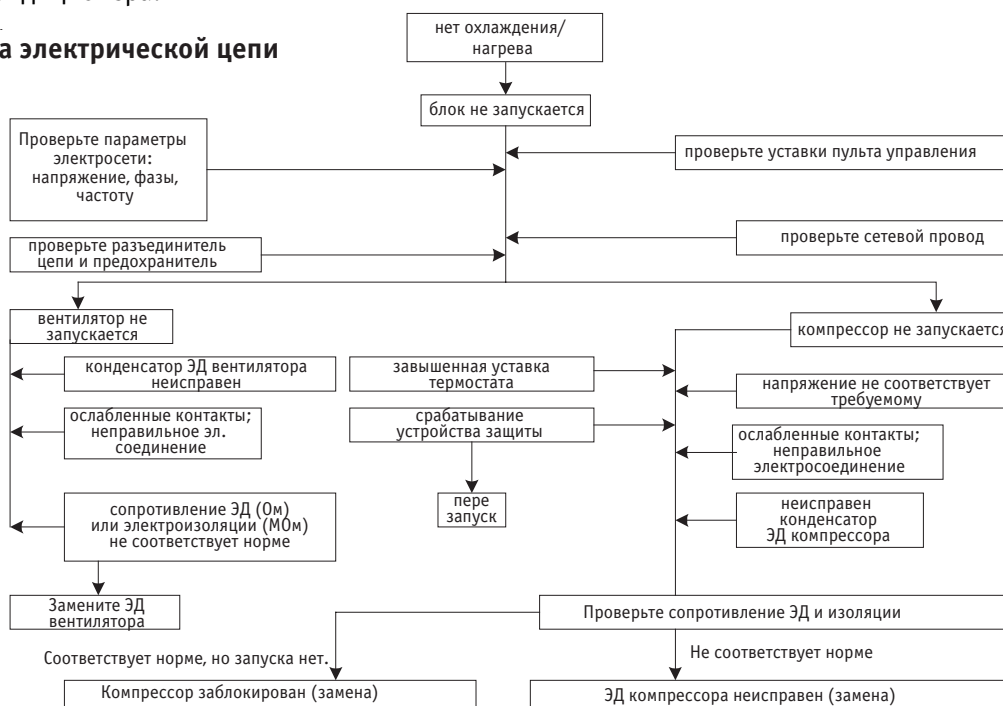 а электрической цепи
нет охлаждения/
нагрева
блок не запускается
Проверьте параметры
электросети:
напряжение, фазы,
частоту
проверьте уставки пульта управления
проверьте разъединитель
цепи и предохранитель
проверьте сетевой провод
вентилятор не
запускается
компрессор не запускается
конденсатор ЭД вентилятора
неисправен
завышенная уставка
термостата
напряжение не соответствует
требуемому
ослабленные контакты;
неправильное эл.
соединение
срабатывание
устройства защиты
ослабленные контакты;
неправильное
электросоединение
пере
запуск
сопротивление ЭД (Ом)
или электроизоляции (МОм)
не соответствует норме
неисправен
конденсатор
ЭД компрессора
Замените ЭД
вентилятора
Проверьте сопротивление ЭД и изоляции
Соответствует норме, но запуска нет.
Не соответствует норме
Компрессор заблокирован (замена)
ЭД компрессора неисправен (замена)